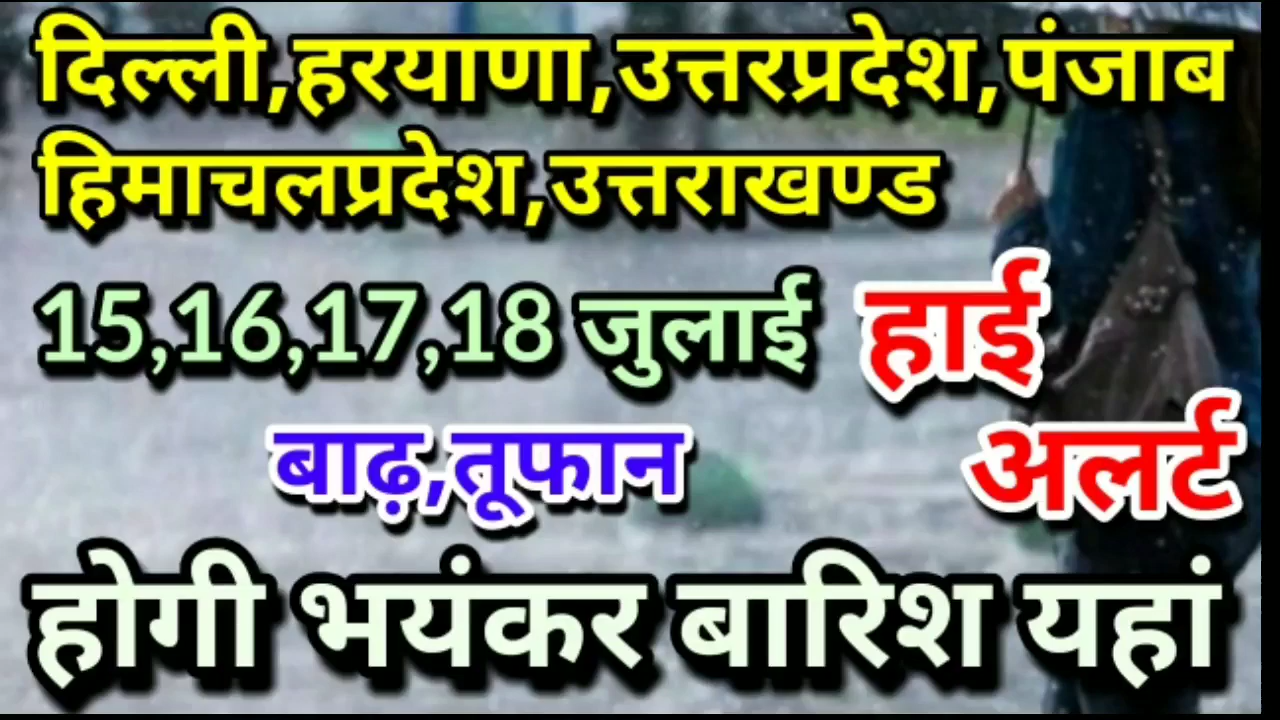 दिल्ली,हरयाणा,उत्तरप्रदेश,पंजाब
हिमाचलप्रदेश,उत्तराखण्ड
15,16,17,18 जुलाई हाई
बाढ़,तूफान अलर्ट
होगी भयंकर बारिश यहां